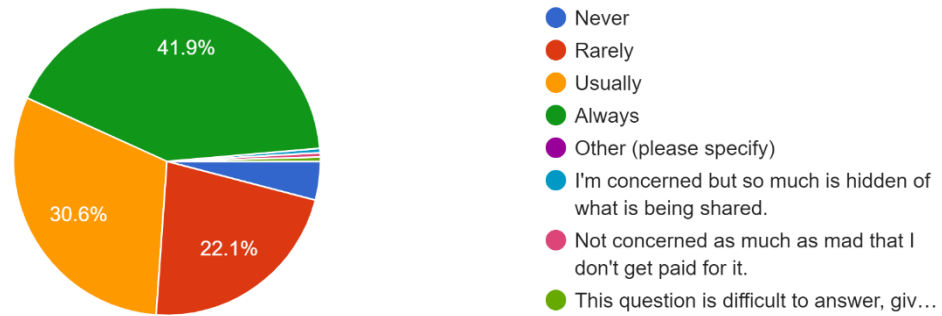 41.9%
30.6%
22.1%
Never
Rarely
Usually
Always
Other (please specify)
I'm concerned but so much is hidden of
what is being shared.
Not concerned as much as mad that I
don't get paid for it.
This question is difficult to answer, giv…